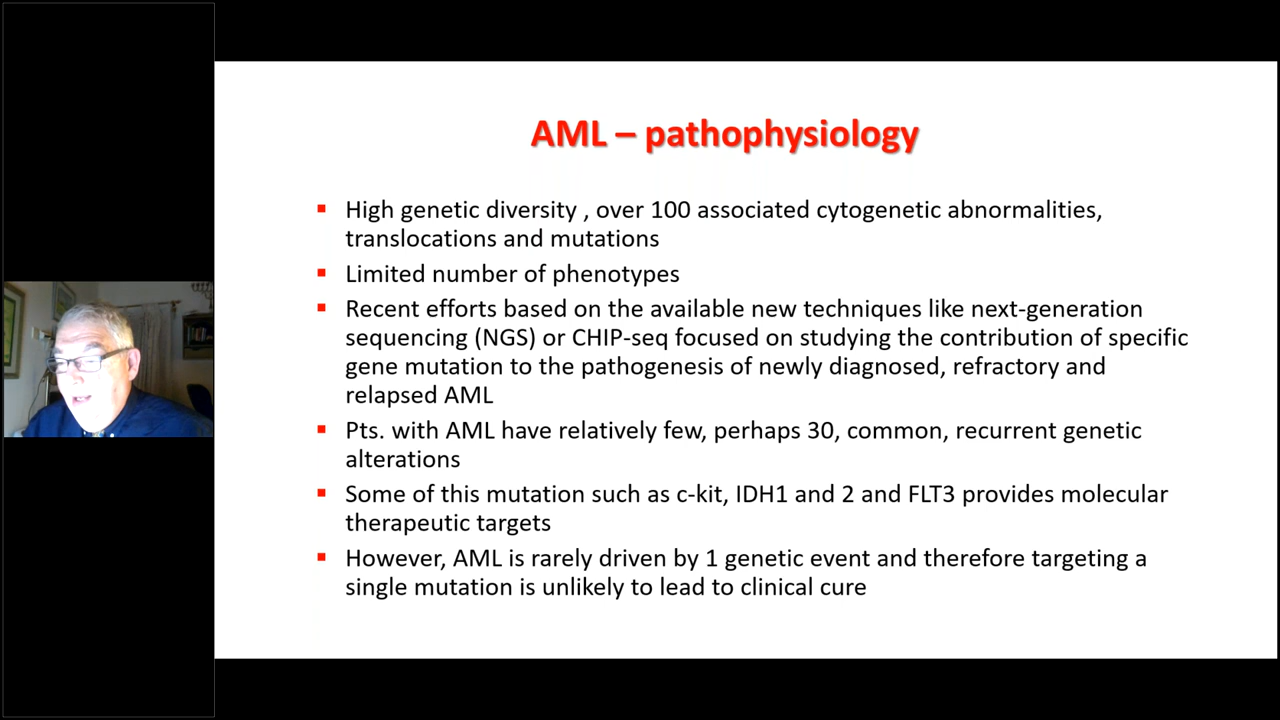 AML – pathophysiology
▪ High genetic diversity , over 100 associated cytogenetic abnormalities,
translocations and mutations
▪ Limited number of phenotypes
▪ Recent efforts based on the available new techniques like next-generation
sequencing (NGS) or CHIP-seq focused on studying the contribution of specific
gene mutation to the pathogenesis of newly diagnosed, refractory and
relapsed AML
▪ Pts. with AML have relatively few, perhaps 30, common, recurrent genetic
alterations
▪ Some of this mutation such as c-kit, IDH1 and 2 and FLT3 provides molecular
therapeutic targets
▪ However, AML is rarely driven by 1 genetic event and therefore targeting a
single mutation is unlikely to lead to clinical cure